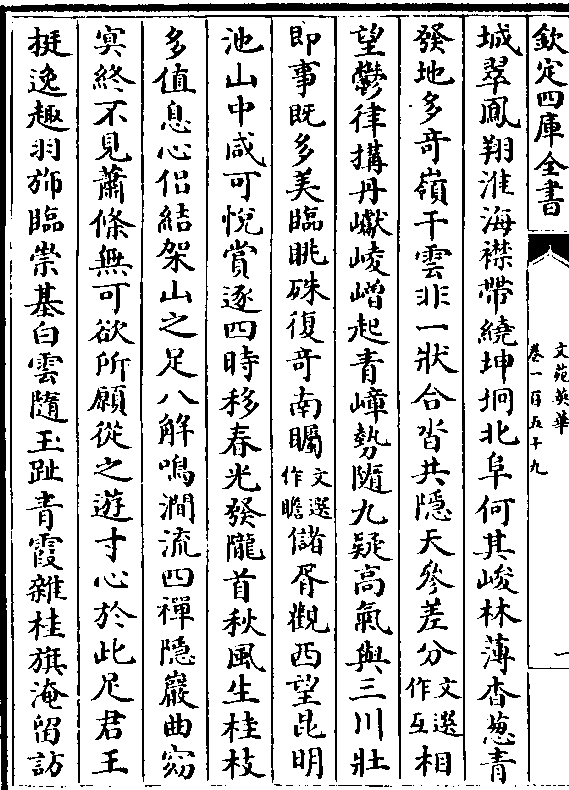 欽定四庫全書
文苑英華
卷一百五十九
一
城翠鳳翔淮海襟帶繞坤垧北阜何其峻林薄杳葱青
發地多竒嶺干雲非一狀合沓共隱天參差分文選作互相
望鬱律搆丹巘崚嶒起青嶂勢隨九疑高氣與三川壯
即事既多美臨眺殊復竒南矚文選作瞻儲胥觀西望昆明
池山中咸可悅賞逐四時移春光發隴首秋風生桂枝
多值息心侶結架山之足八解鳴澗流四禪隱巖曲窈
㝠終不見蕭條無可欲所願從之遊寸心於此足君王
挺逸趣羽斾臨崇基白雲隨玉趾青霞雜桂旗淹留訪